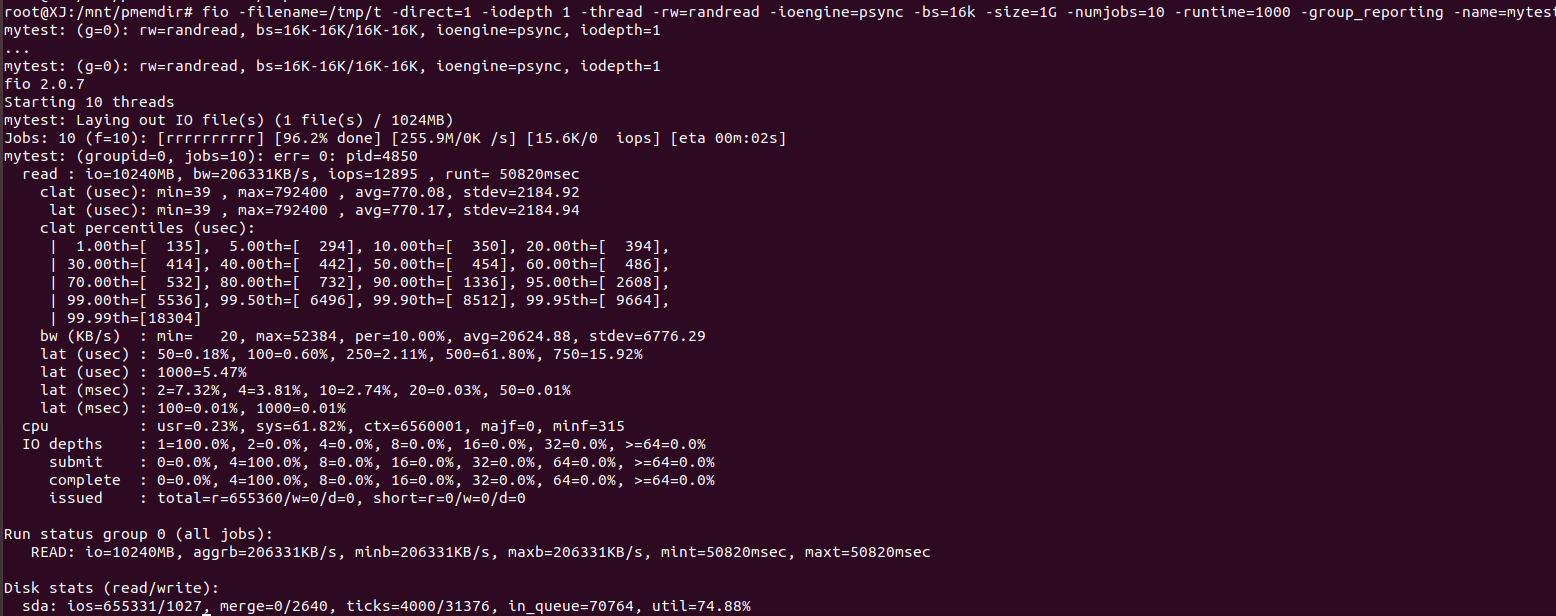 root@XJ:/mnt/pmemdir# fio -filename=/tmp/t -direct=1 -iodepth 1 -thread -rw=randread -ioengine=psync -bs=16k -size=1G -numjobs=10 -runtime=1000 -group_reporting -name=mytest
mytest: (g=0): rw=randread, bs=16K-16K/16K-16K, ioengine=psync, iodepth=1
...
mytest: (g=0): rw=randread, bs=16K-16K/16K-16K, ioengine=psync, iodepth=1
fio 2.0.7
Starting 10 threads
mytest: Laying out IO file(s) (1 file(s) / 1024MB)
Jobs: 10 (f=10): [rrrrrrrrrr] [96.2% done] [255.9M/0K /s] [15.6K/0  iops] [eta 00m:02s]
mytest: (groupid=0, jobs=10): err= 0: pid=4850
  read : io=10240MB, bw=206331KB/s, iops=12895 , runt= 50820msec
    clat (usec): min=39 , max=792400 , avg=770.08, stdev=2184.92
     lat (usec): min=39 , max=792400 , avg=770.17, stdev=2184.94
    clat percentiles (usec):
     |  1.00th=[  135],  5.00th=[  294], 10.00th=[  350], 20.00th=[  394],
     | 30.00th=[  414], 40.00th=[  442], 50.00th=[  454], 60.00th=[  486],
     | 70.00th=[  532], 80.00th=[  732], 90.00th=[ 1336], 95.00th=[ 2608],
     | 99.00th=[ 5536], 99.50th=[ 6496], 99.90th=[ 8512], 99.95th=[ 9664],
     | 99.99th=[18304]
    bw (KB/s)  : min=   20, max=52384, per=10.00%, avg=20624.88, stdev=6776.29
    lat (usec) : 50=0.18%, 100=0.60%, 250=2.11%, 500=61.80%, 750=15.92%
    lat (usec) : 1000=5.47%
    lat (msec) : 2=7.32%, 4=3.81%, 10=2.74%, 20=0.03%, 50=0.01%
    lat (msec) : 100=0.01%, 1000=0.01%
  cpu          : usr=0.23%, sys=61.82%, ctx=6560001, majf=0, minf=315
  IO depths    : 1=100.0%, 2=0.0%, 4=0.0%, 8=0.0%, 16=0.0%, 32=0.0%, >=64=0.0%
     submit    : 0=0.0%, 4=100.0%, 8=0.0%, 16=0.0%, 32=0.0%, 64=0.0%, >=64=0.0%
     complete  : 0=0.0%, 4=100.0%, 8=0.0%, 16=0.0%, 32=0.0%, 64=0.0%, >=64=0.0%
     issued    : total=r=655360/w=0/d=0, short=r=0/w=0/d=0
Run status group 0 (all jobs):
   READ: io=10240MB, aggrb=206331KB/s, minb=206331KB/s, maxb=206331KB/s, mint=50820msec, maxt=50820msec
Disk stats (read/write):
  sda: ios=655331/1027, merge=0/2640, ticks=4000/31376, in_queue=70764, util=74.88%